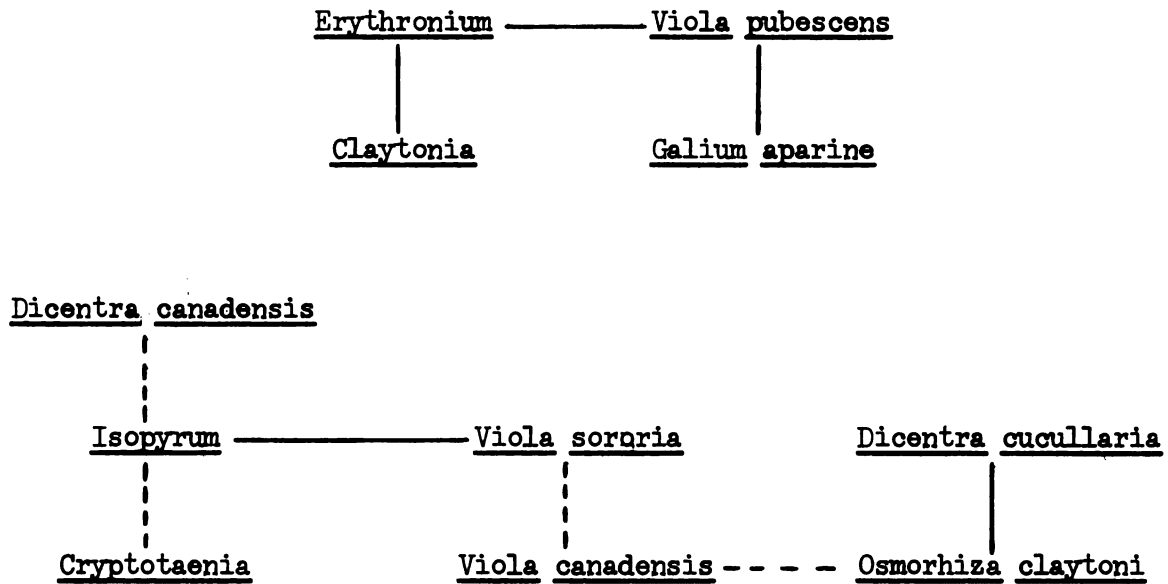 Erythronium Viola pubescens
Claytonia Galium aparine
Dicentra canadensis
Isopyrum Viola sororia Dicentra cucullaria
Cryptotaenia Viola canadensis Osmorhiza claytoni